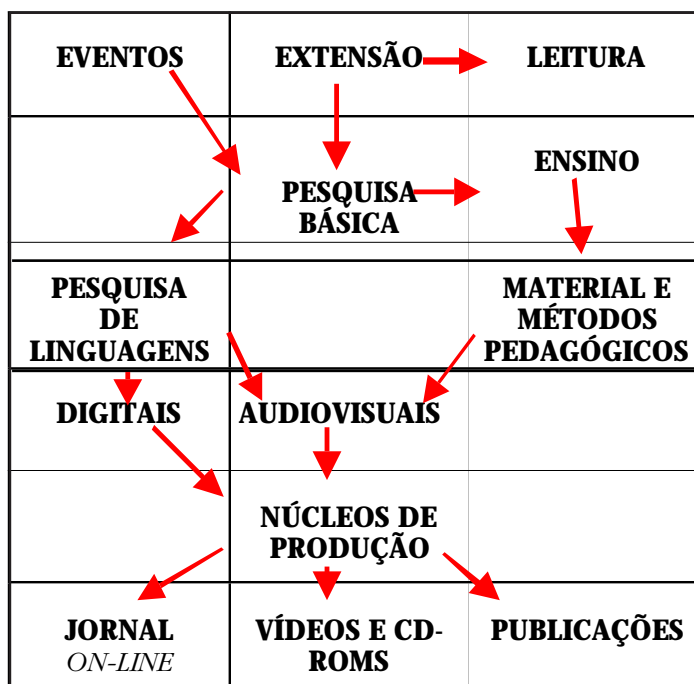 EVENTOS
EXTENSÃO
LEITURA
PESQUISA
BÁSICA
ENSINO
PESQUISA
DE
LINGUAGENS
MATERIAL E
MÉTODOS
PEDAGÓGICOS
DIGITAIS
AUDIOVISUAIS
NÚCLEOS DE
PRODUÇÃO
JORNAL
ON-LINE
VÍDEOS E CD-
ROMS
PUBLICAÇÕES